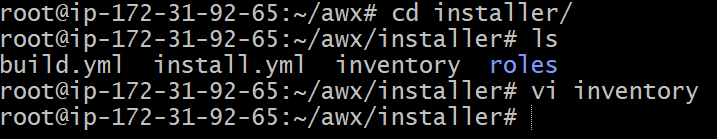 root@ip-172-31-92-65:~/awx# cd installer/
root@ip-172-31-92-65:~/awx/installer# ls
build.yml  install.yml  inventory  roles
root@ip-172-31-92-65:~/awx/installer# vi inventory
root@ip-172-31-92-65:~/awx/installer#